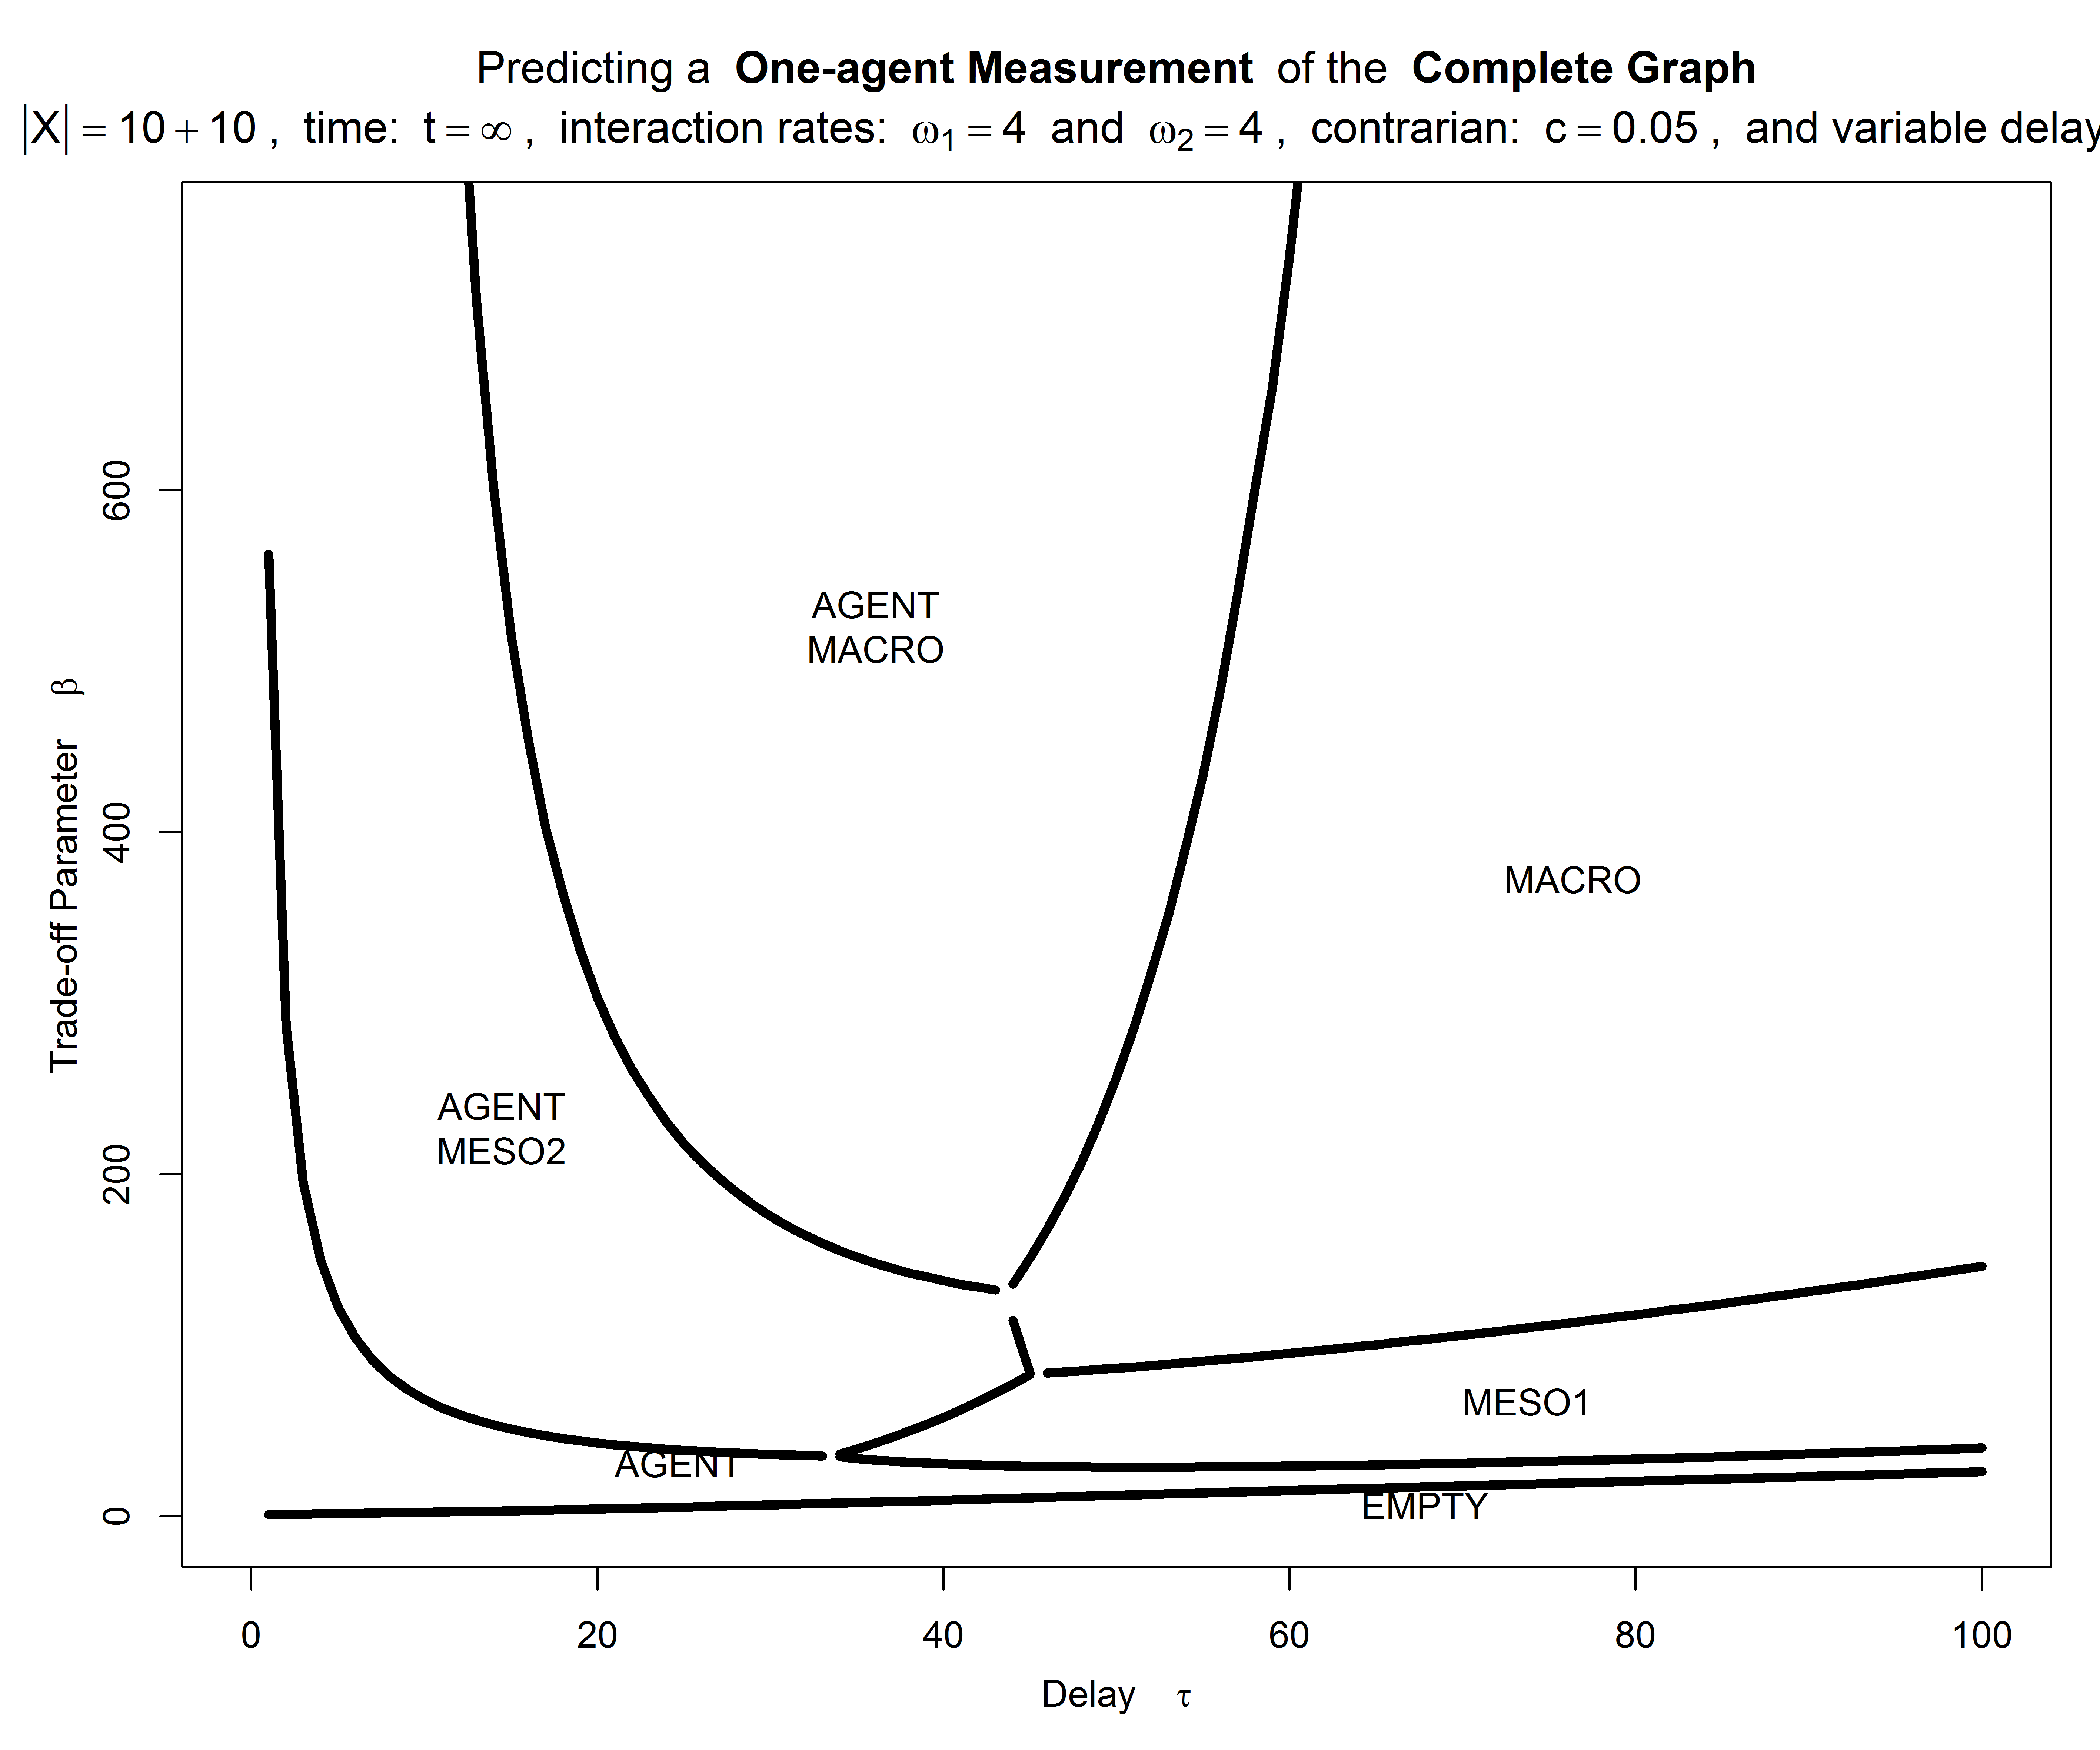 Predicting a One-agent Measurement of the Complete Graph
|X| = 10 + 10 , time: t = ∞ , interaction rates: ω1 = 4 and ω2 = 4 , contrarian: c = 0.05 , and variable delay
600
400
200
0
Trade-off Parameter β
AGENT
MACRO
MACRO
AGENT
MESO2
MESO1
AGENT
EMPTY
0 20 40 60 80 100
Delay τ